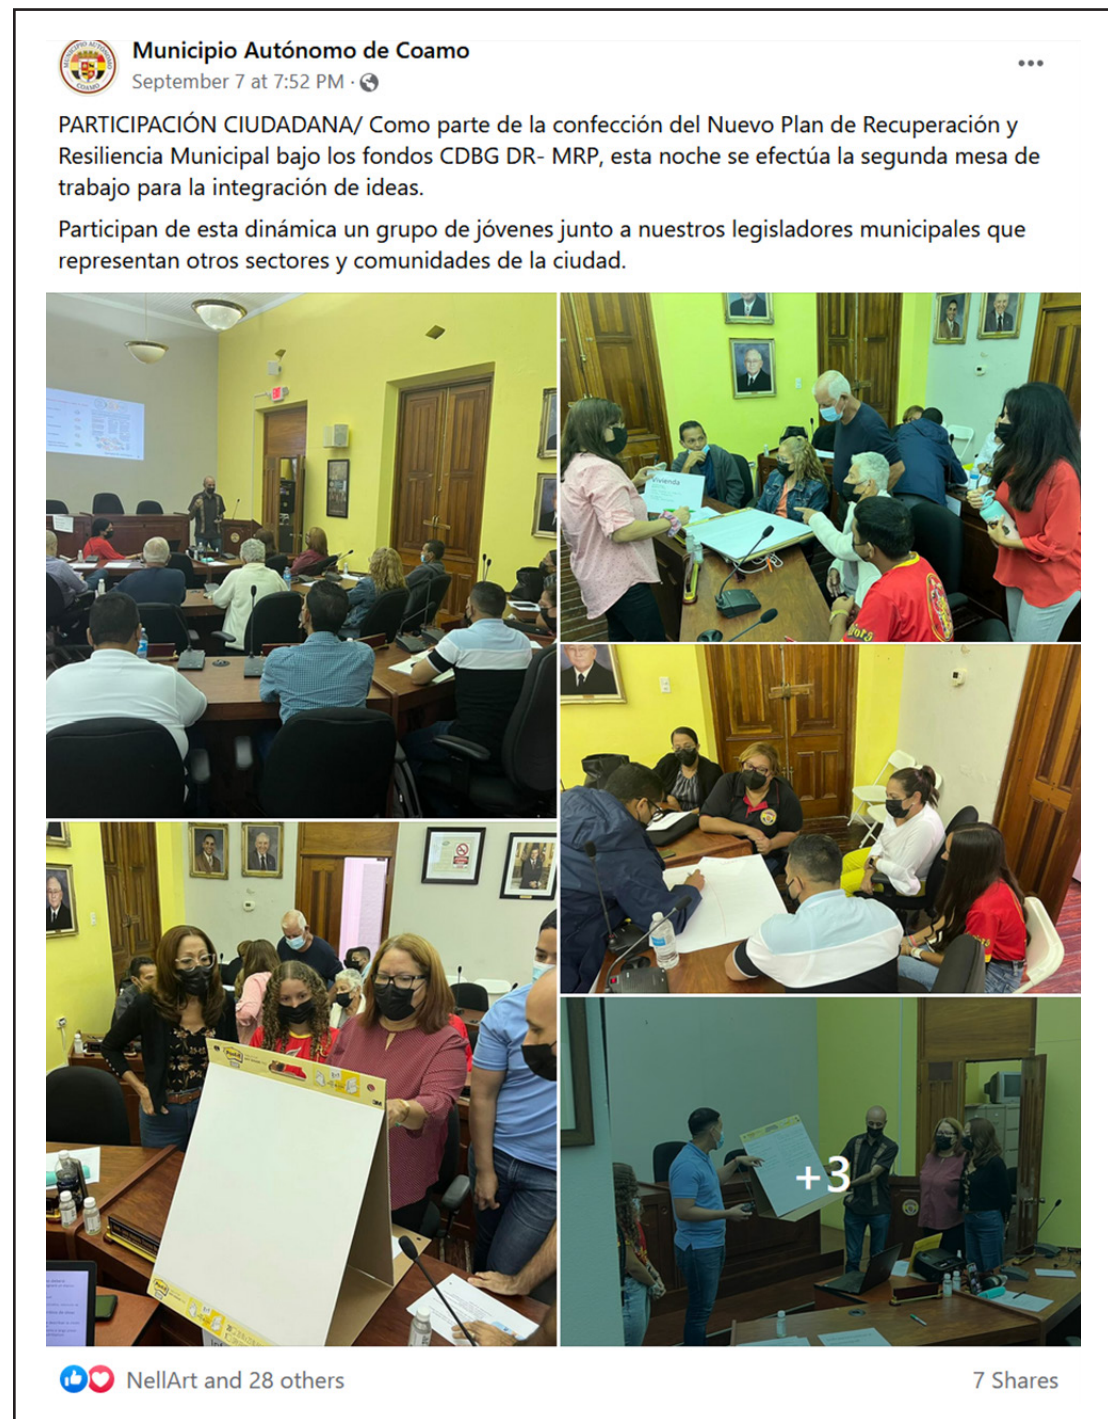 Municipio Autónomo de Coamo
September 7 at 7:52 PM ·
PARTICIPACIÓN CIUDADANA/ Como parte de la confección del Nuevo Plan de Recuperación y
Resiliencia Municipal bajo los fondos CDBG DR- MRP, esta noche se efectúa la segunda mesa de
trabajo para la integración de ideas.
Participan de esta dinámica un grupo de jóvenes junto a nuestros legisladores municipales que
representan otros sectores y comunidades de la ciudad.
Vivienda
Post-it
+3
NellArt and 28 others
7 Shares